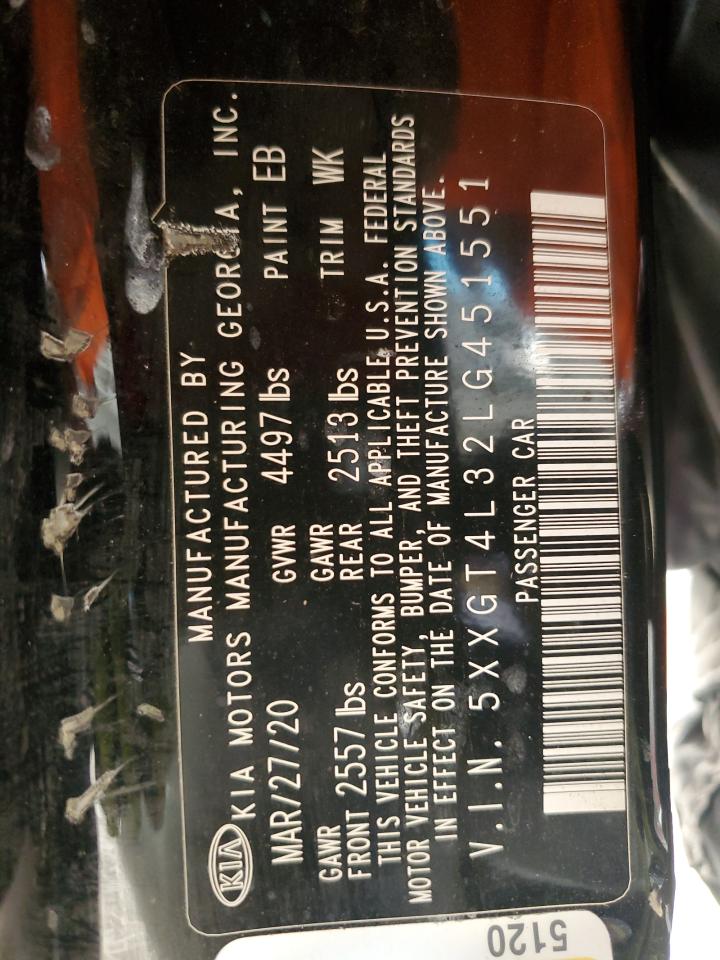 MANUFACTURED BY
KIA KIA MOTORS MANUFACTURING GEORGIA, INC.
MAR/27/20 GVWR 4497 lbs PAINT EB
GAWR FRONT 2557 lbs GAWR REAR 2513 lbs TRIM WK
THIS VEHICLE CONFORMS TO ALL APPLICABLE U.S.A. FEDERAL
MOTOR VEHICLE SAFETY, BUMPER, AND THEFT PREVENTION STANDARDS
IN EFFECT ON THE DATE OF MANUFACTURE SHOWN ABOVE.
V.I.N. 5XXGT4L32LG451551
PASSENGER CAR
5120